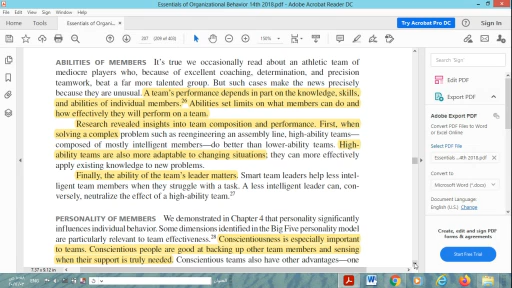 Essentials of Organizational Behavior 14th 2018.pdf - Adobe Acrobat Reader DC
File Edit View Sign Window Help
Home Tools Essentials of Organ... ×
Try Acrobat Pro DC
Sign In
307 (209 of 403)
150%
ABILITIES OF MEMBERS It's true we occasionally read about an athletic team of
mediocre players who, because of excellent coaching, determination, and precision
teamwork, beat a far more talented group. But such cases make the news precisely
because they are unusual. A team's performance depends in part on the knowledge, skills,
and abilities of individual members.26 Abilities set limits on what members can do and
how effectively they will perform on a team.
Research revealed insights into team composition and performance. First, when
solving a complex problem such as reengineering an assembly line, high-ability teams—
composed of mostly intelligent members—do better than lower-ability teams. High-
ability teams are also more adaptable to changing situations; they can more effectively
apply existing knowledge to new problems.
Finally, the ability of the team's leader matters. Smart team leaders help less intel-
ligent team members when they struggle with a task. A less intelligent leader can, con-
versely, neutralize the effect of a high-ability team.27
PERSONALITY OF MEMBERS We demonstrated in Chapter 4 that personality significantly
influences individual behavior. Some dimensions identified in the Big Five personality model
are particularly relevant to team effectiveness.28 Conscientiousness is especially important
to teams. Conscientious people are good at backing up other team members and sensing
when their support is truly needed. Conscientious teams also have other advantages—one
7.37 x 9.12 in
Search 'Sign'
Edit PDF
Export PDF
Adobe Export PDF
Convert PDF Files to Word
or Excel Online
Select PDF File
Essentials ...4th 2018.pdf ×
Convert to
Microsoft Word (*.docx)
Document Language:
English (U.S.) Change
Create, edit and sign PDF
forms & agreements
Start Free Trial